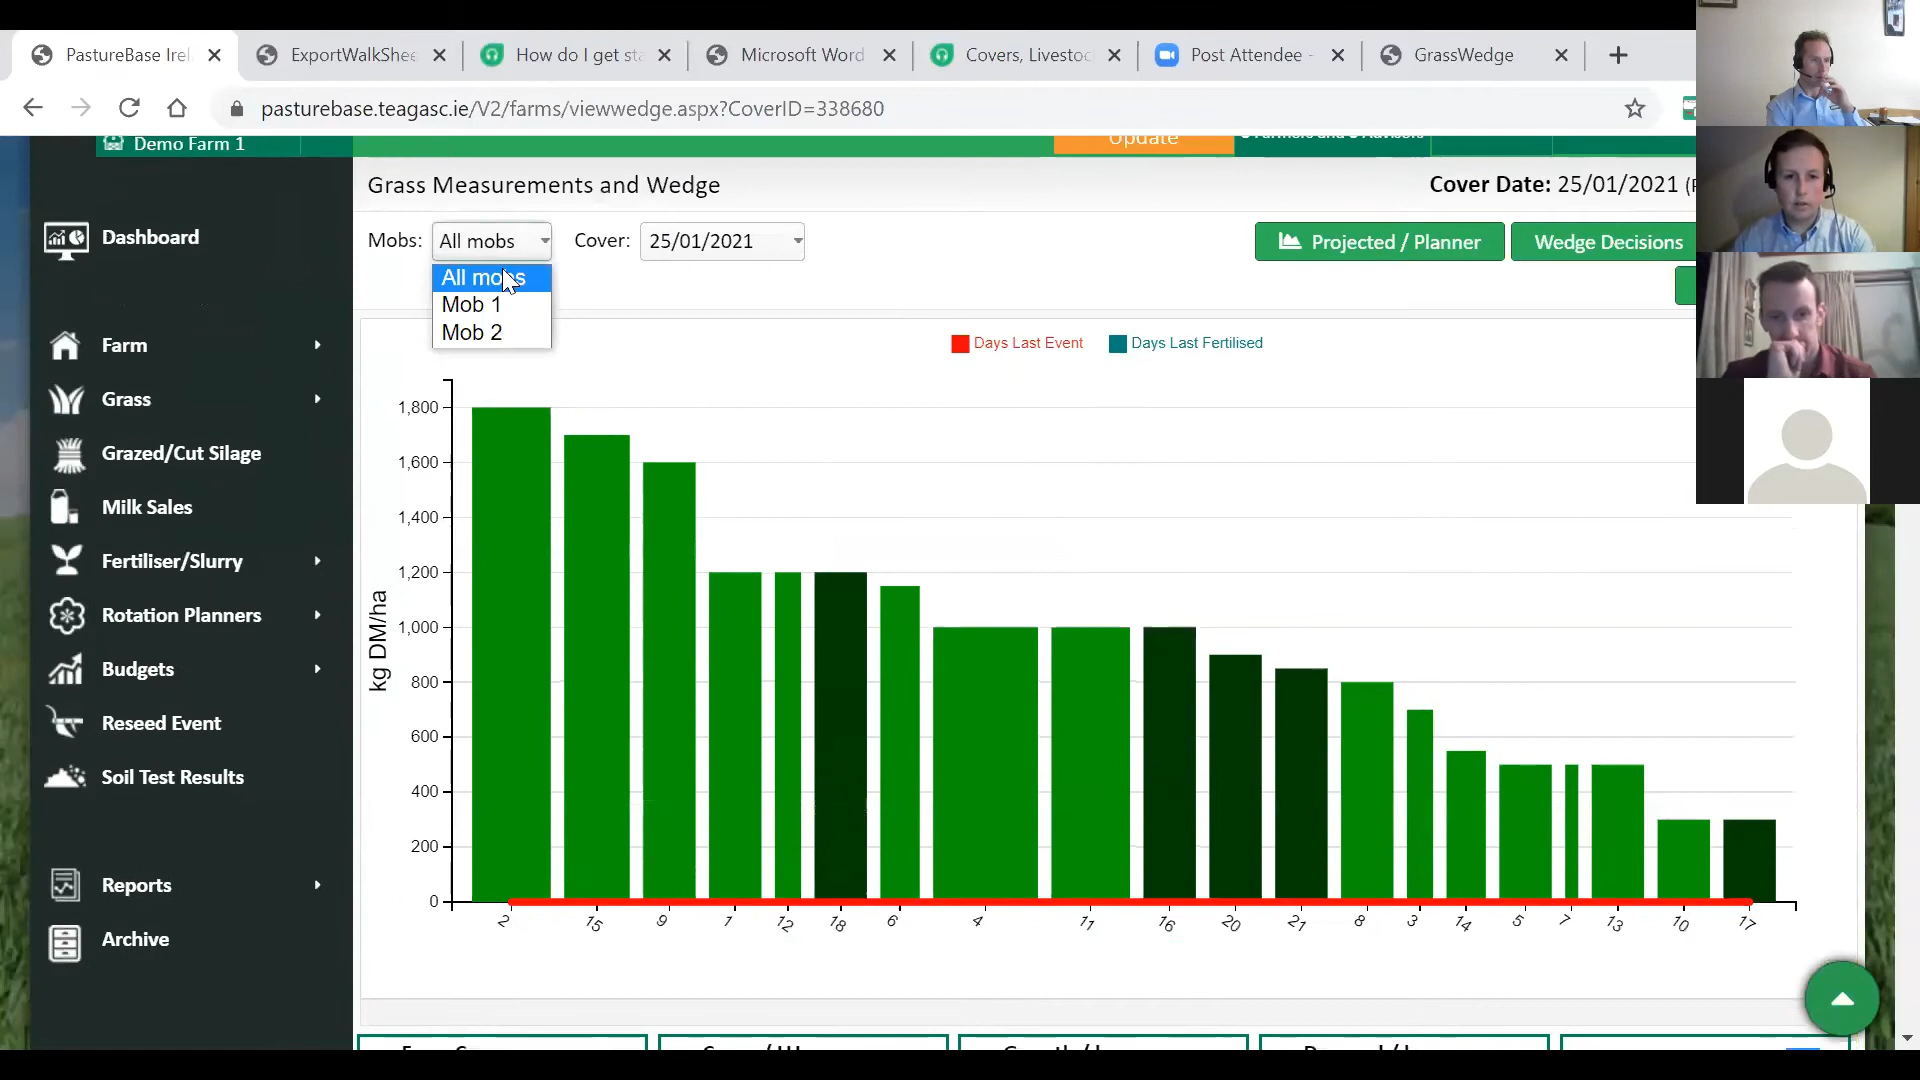 PastureBase Irel
ExportWalkShee
How do I get sta
Microsoft Word
Covers, Livestoc
Post Attendee -
GrassWedge
pasturebase.teagasc.ie/V2/farms/viewwedge.aspx?CoverID=338680
Demo Farm 1
Update
Grass Measurements and Wedge
Cover Date: 25/01/2021
Mobs: All mobs
Cover: 25/01/2021
Projected / Planner
Wedge Decisions
All mobs
Mob 1
Mob 2
Dashboard
Farm
Grass
Grazed/Cut Silage
Milk Sales
Fertiliser/Slurry
Rotation Planners
Budgets
Reseed Event
Soil Test Results
Reports
Archive
Days Last Event
Days Last Fertilised
kg DM/ha
1,800
1,600
1,400
1,200
1,000
800
600
400
200
0
2 15 9 1 12 18 6 4 11 16 20 21 8 3 14 5 7 13 10 17